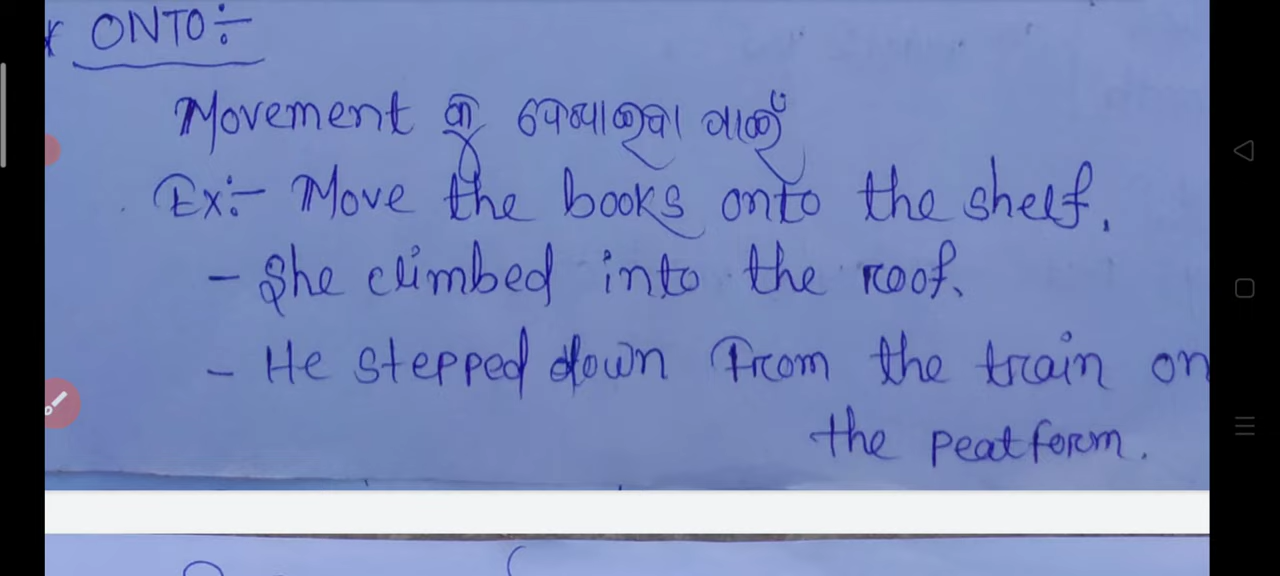 * ONTO:-
Movement କୁ ଦେଖାଇବା ପାଇଁ
Ex:- Move the books onto the shelf.
- She climbed into the roof.
- He stepped down From the train on
the peatform.